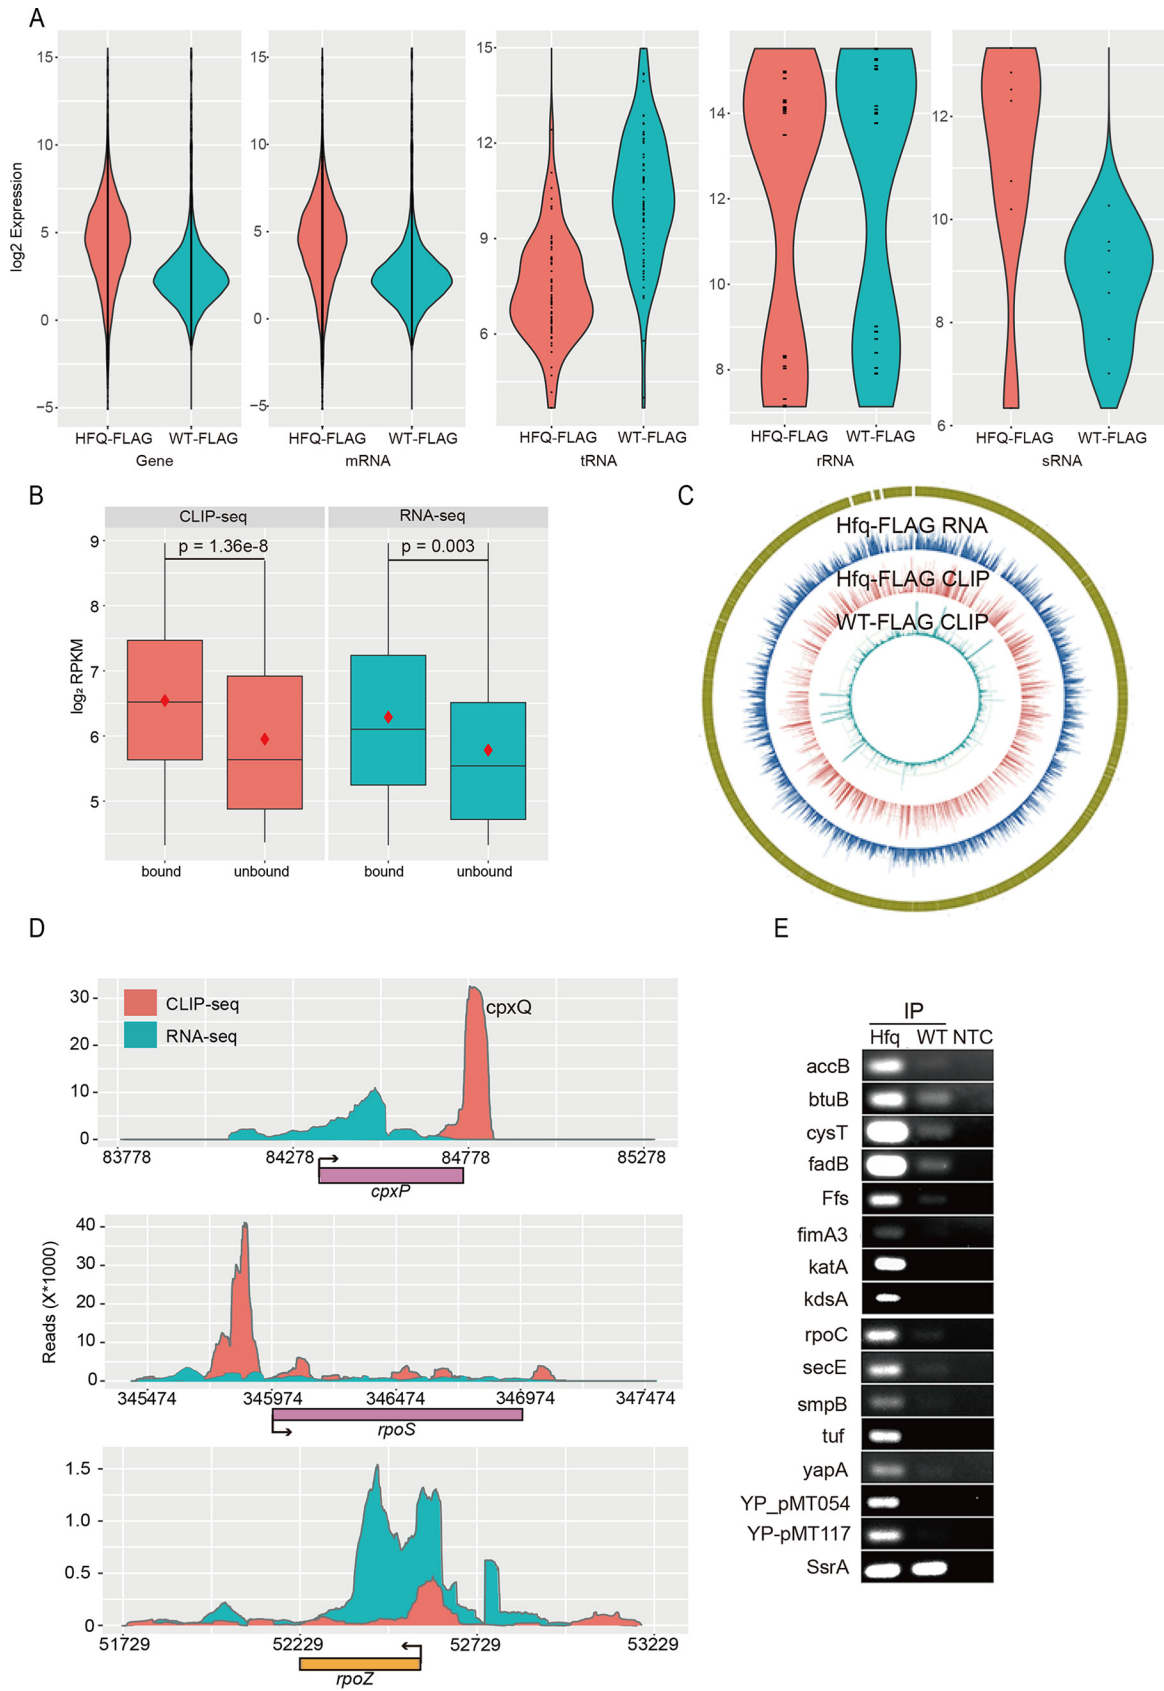 A
log2 Expression
15
10
5
0
−5
HFQ-FLAG WT-FLAG
Gene
15
10
5
0
−5
HFQ-FLAG WT-FLAG
mRNA
15
12
9
6
HFQ-FLAG WT-FLAG
tRNA
14
12
10
8
HFQ-FLAG WT-FLAG
rRNA
12
10
8
6
HFQ-FLAG WT-FLAG
sRNA
B
CLIP-seq RNA-seq
p = 1.36e-8 p = 0.003
log₂ RPKM
9
8
7
6
5
bound unbound bound unbound
C
Hfq-FLAG RNA
Hfq-FLAG CLIP
WT-FLAG CLIP
D
Reads (X*1000)
CLIP-seq
RNA-seq
cpxQ
30
20
10
0
83778 84278 84778 85278
cpxP
40
30
20
10
0
345474 345974 346474 346974 347474
rpoS
1.5
1.0
0.5
0
51729 52229 52729 53229
rpoZ
E
IP
Hfq WT NTC
accB
btuB
cysT
fadB
Ffs
fimA3
katA
kdsA
rpoC
secE
smpB
tuf
yapA
YP_pMT054
YP-pMT117
SsrA